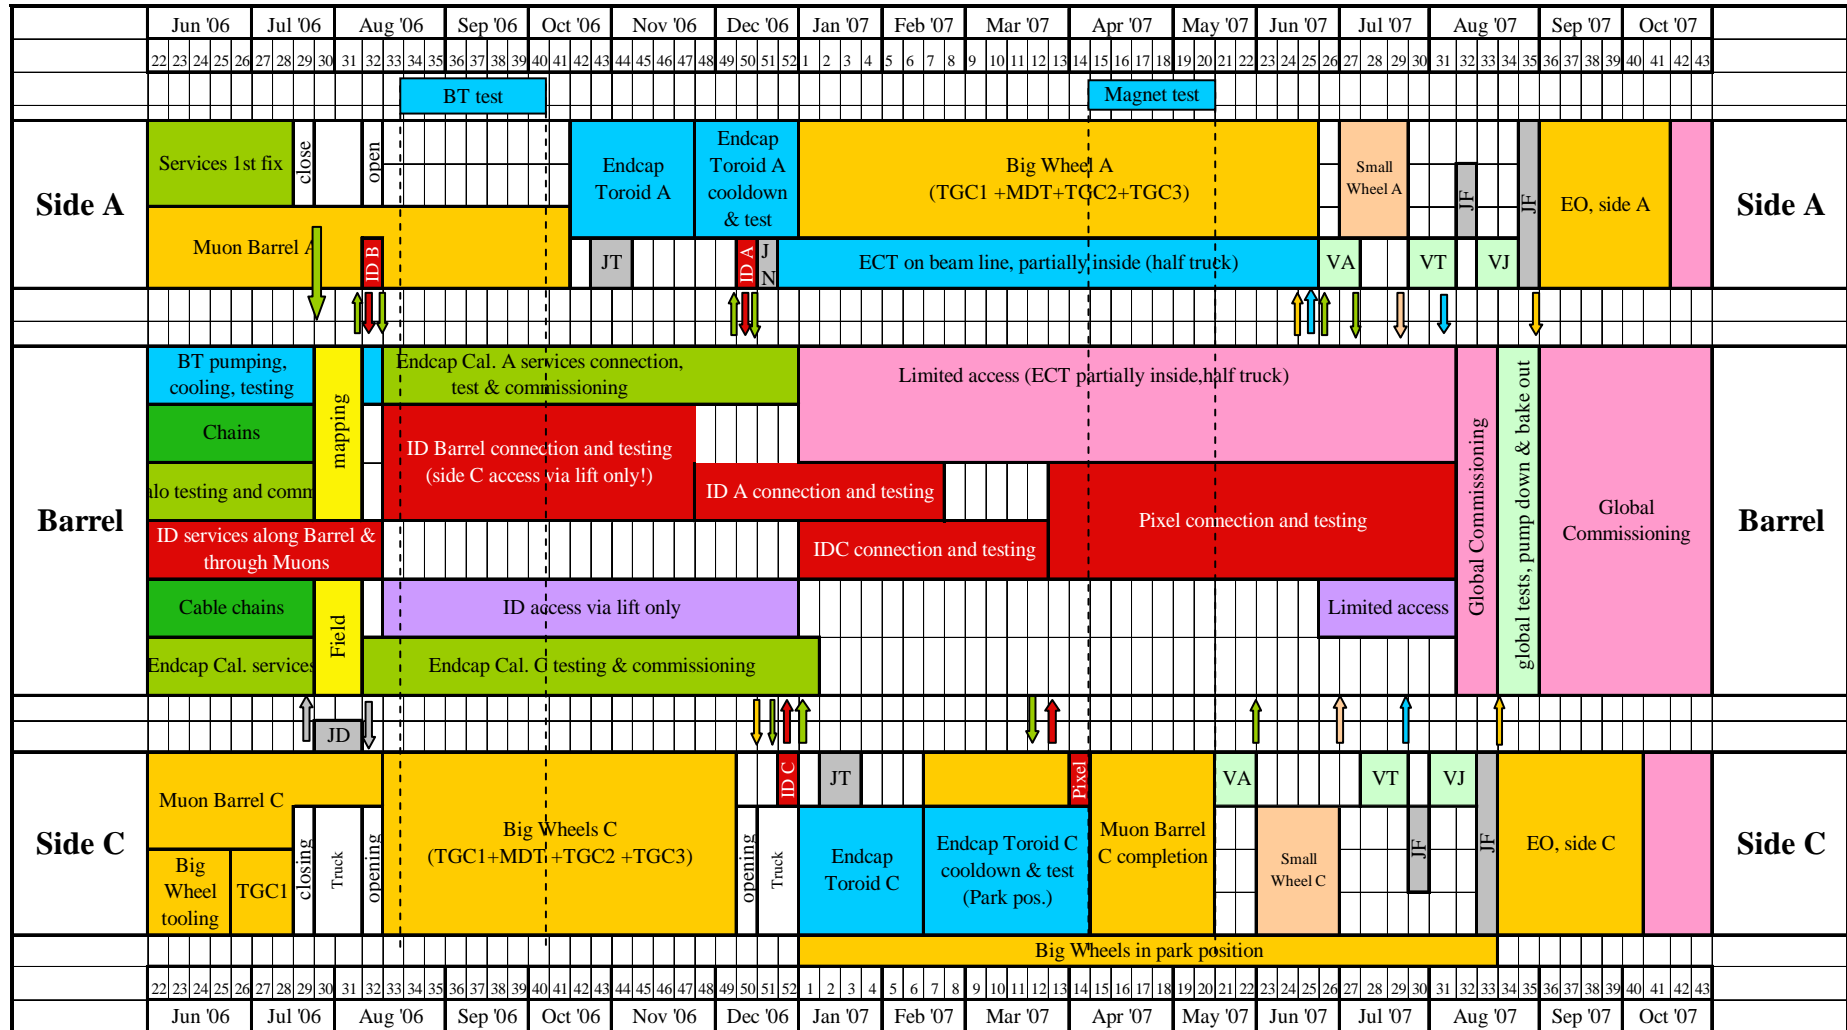 Jun '06 Jul '06 Aug '06 Sep '06 Oct '06 Nov '06 Dec '06 Jan '07 Feb '07 Mar '07 Apr '07 May '07 Jun '07 Jul '07 Aug '07 Sep '07 Oct '07
22 23 24 25 26 27 28 29 30 31 32 33 34 35 36 37 38 39 40 41 42 43 44 45 46 47 48 49 50 51 52 1 2 3 4 5 6 7 8 9 10 11 12 13 14 15 16 17 18 19 20 21 22 23 24 25 26 27 28 29 30 31 32 33 34 35 36 37 38 39 40 41 42 43
BT test
Magnet test
Side A
Services 1st fix
close
open
Endcap
Toroid A
Endcap
Toroid A
cooldown
& test
Big Wheel A
(TGC1 +MDT+TGC2+TGC3)
Small
Wheel A
JF
JF
EO, side A
Side A
Muon Barrel A
ID B
JT
ID A
J
N
ECT on beam line, partially inside (half truck)
VA
VT
VJ
Barrel
BT pumping,
cooling, testing
mapping
Endcap Cal. A services connection,
test & commissioning
Limited access (ECT partially inside,half truck)
Global Commissioning
global tests, pump down & bake out
Global
Commissioning
Barrel
Chains
ID Barrel connection and testing
(side C access via lift only!)
alo testing and comm
ID A connection and testing
Pixel connection and testing
ID services along Barrel &
through Muons
IDC connection and testing
Cable chains
Field
ID access via lift only
Limited access
Endcap Cal. services
Endcap Cal. C testing & commissioning
JD
Side C
Muon Barrel C
Big Wheels C
(TGC1+MDT +TGC2 +TGC3)
ID C
JT
Pixel
Muon Barrel
C completion
VA
VT
VJ
JF
JF
EO, side C
Side C
Big
Wheel
tooling
TGC1
closing
Truck
opening
opening
Truck
Endcap
Toroid C
Endcap Toroid C
cooldown & test
(Park pos.)
Small
Wheel C
Big Wheels in park position
22 23 24 25 26 27 28 29 30 31 32 33 34 35 36 37 38 39 40 41 42 43 44 45 46 47 48 49 50 51 52 1 2 3 4 5 6 7 8 9 10 11 12 13 14 15 16 17 18 19 20 21 22 23 24 25 26 27 28 29 30 31 32 33 34 35 36 37 38 39 40 41 42 43
Jun '06 Jul '06 Aug '06 Sep '06 Oct '06 Nov '06 Dec '06 Jan '07 Feb '07 Mar '07 Apr '07 May '07 Jun '07 Jul '07 Aug '07 Sep '07 Oct '07